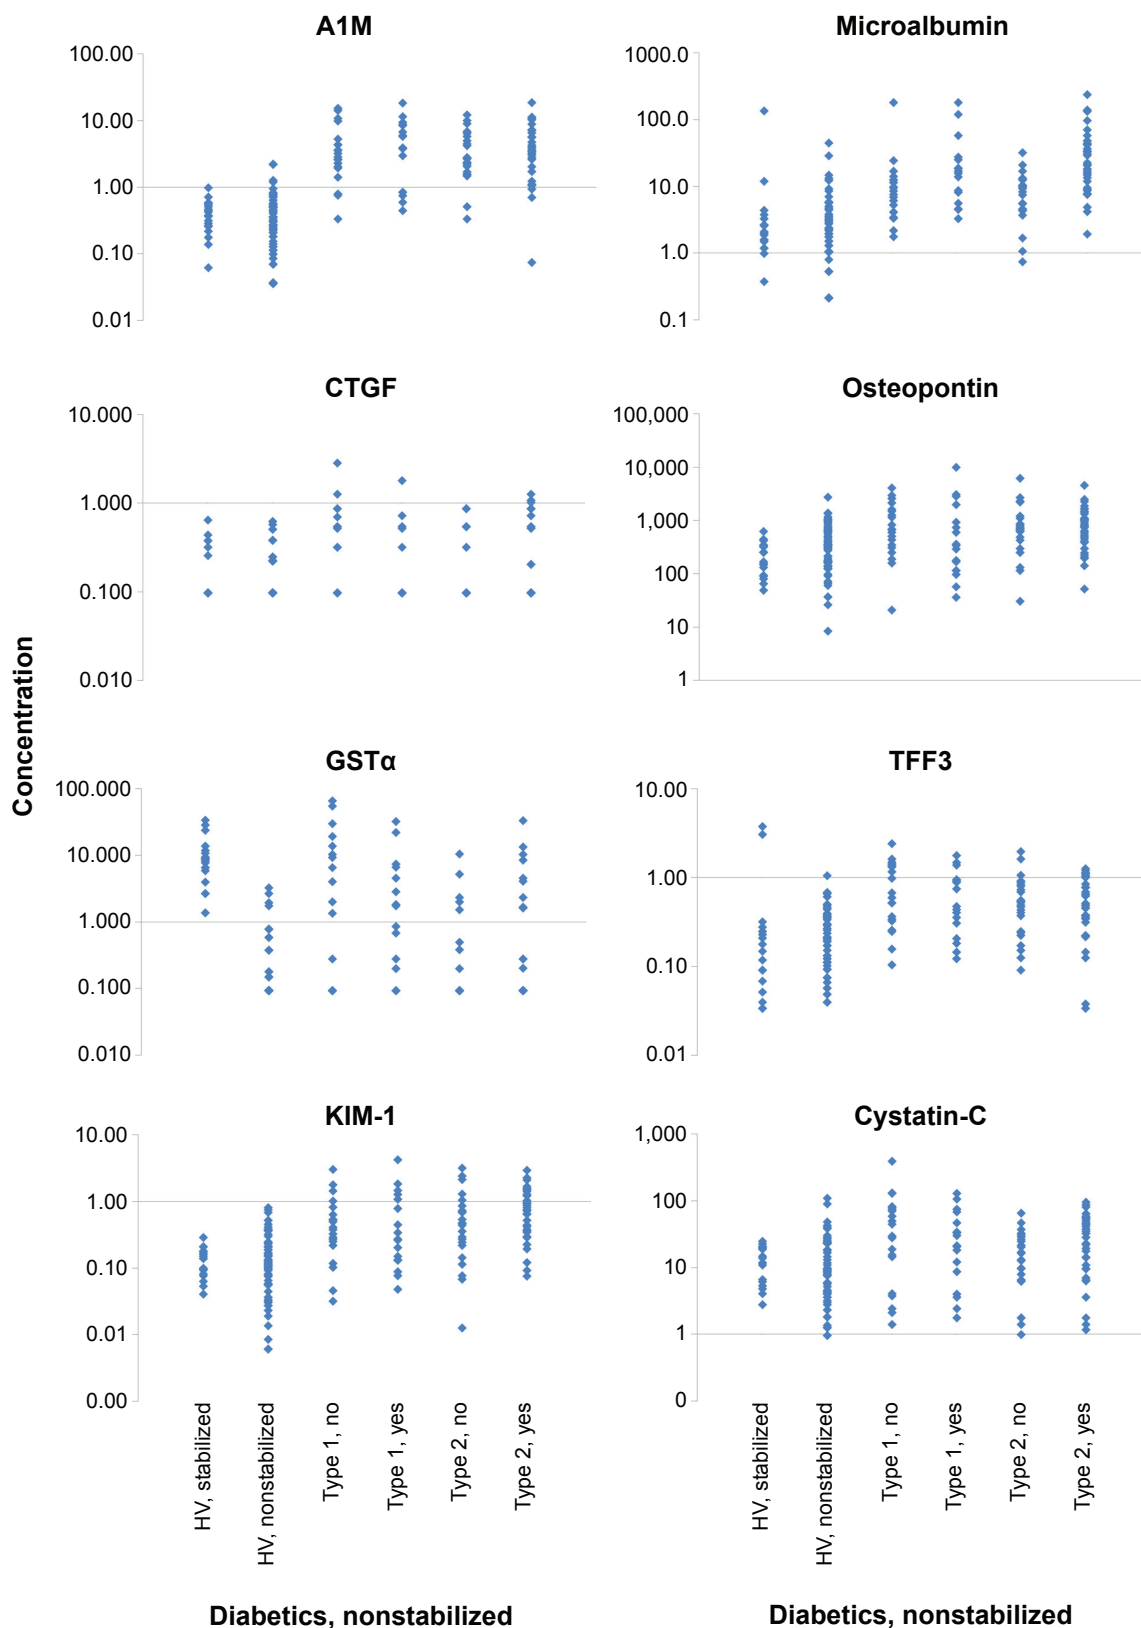 A1M
100.00
10.00
1.00
0.10
0.01
Microalbumin
1000.0
100.0
10.0
1.0
0.1
CTGF
10.000
1.000
0.100
0.010
Osteopontin
100,000
10,000
1,000
100
10
1
Concentration
GSTα
100.000
10.000
1.000
0.100
0.010
TFF3
10.00
1.00
0.10
0.01
KIM-1
10.00
1.00
0.10
0.01
0.00
HV, stabilized
HV, nonstabilized
Type 1, no
Type 1, yes
Type 2, no
Type 2, yes
Diabetics, nonstabilized
Cystatin-C
1,000
100
10
1
0
HV, stabilized
HV, nonstabilized
Type 1, no
Type 1, yes
Type 2, no
Type 2, yes
Diabetics, nonstabilized